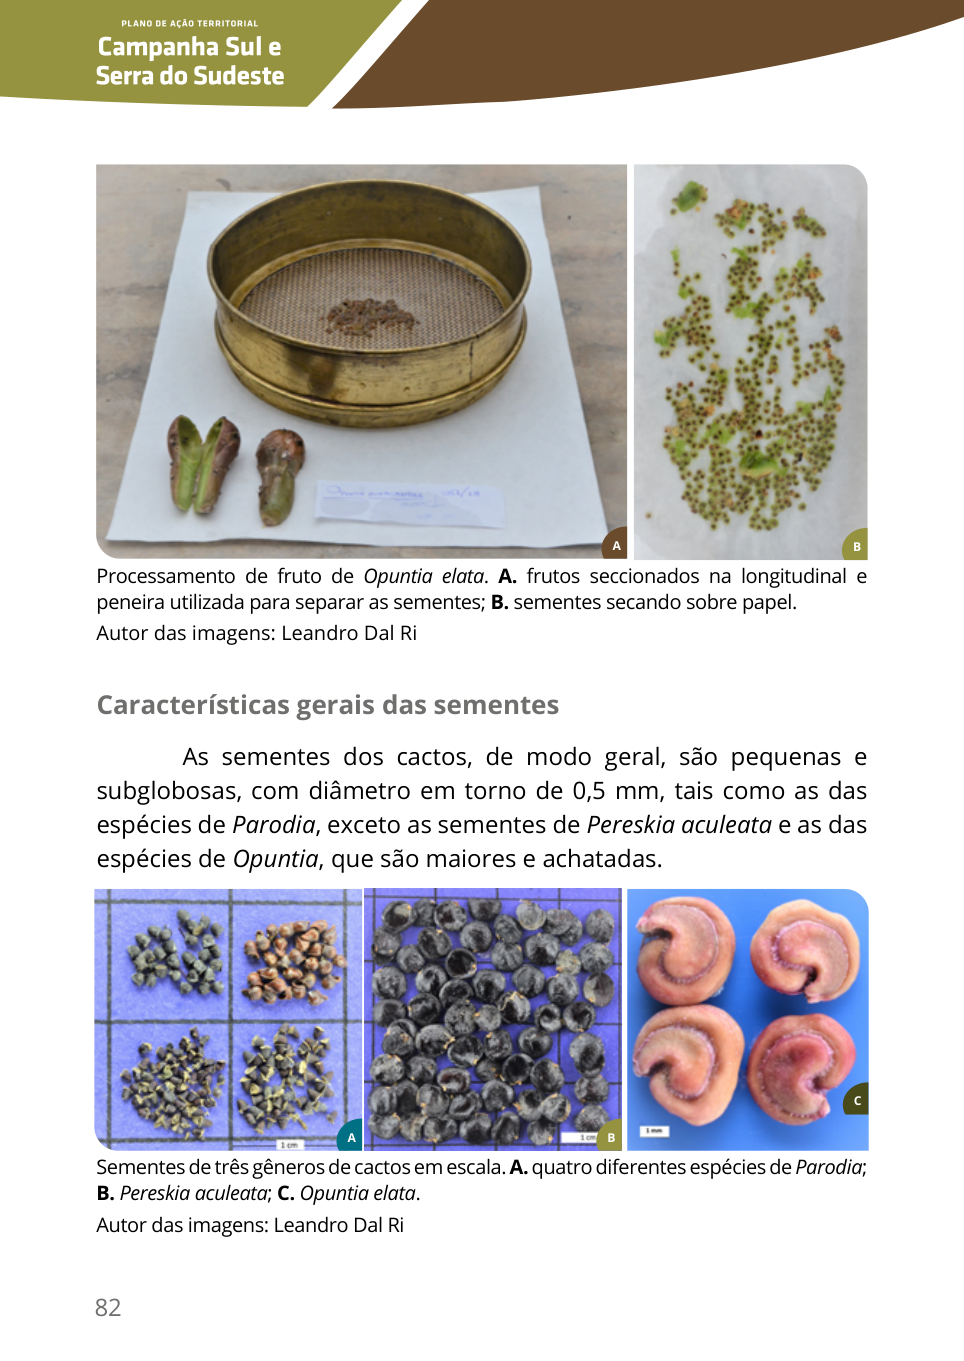 PLANO DE AÇÃO TERRITORIAL
Campanha Sul e
Serra do Sudeste
A
B
Processamento de fruto de Opuntia elata. A. frutos seccionados na longitudinal e
peneira utilizada para separar as sementes; B. sementes secando sobre papel.
Autor das imagens: Leandro Dal Ri
Características gerais das sementes
As sementes dos cactos, de modo geral, são pequenas e
subglobosas, com diâmetro em torno de 0,5 mm, tais como as das
espécies de Parodia, exceto as sementes de Pereskia aculeata e as das
espécies de Opuntia, que são maiores e achatadas.
1 cm
A
1 cm
B
1 mm
C
Sementes de três gêneros de cactos em escala. A. quatro diferentes espécies de Parodia;
B. Pereskia aculeata; C. Opuntia elata.
Autor das imagens: Leandro Dal Ri
82